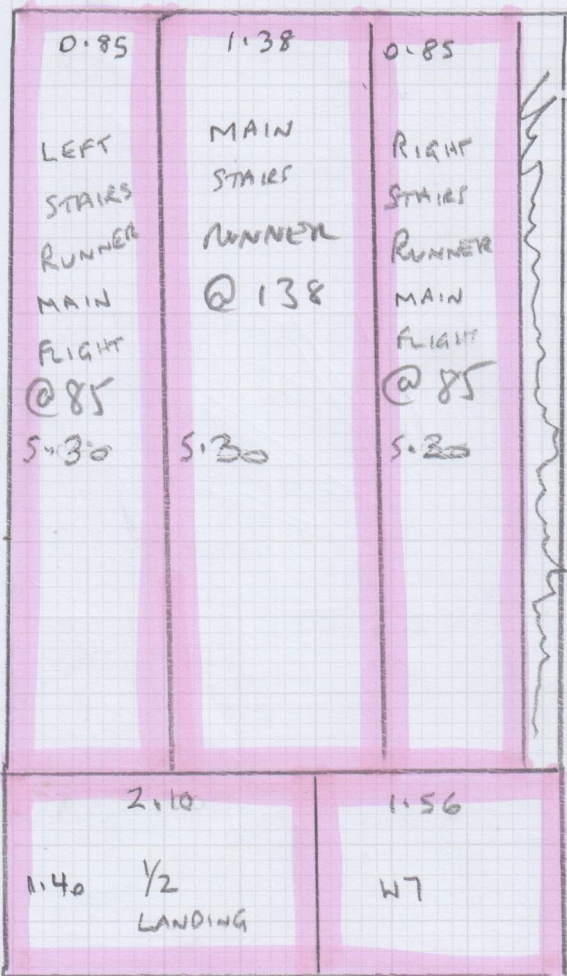 0.85
LEFT
STAIRS
RUNNER
MAIN
FLIGHT
@ 85
5.30
1.38
MAIN
STAIRS
RUNNER
@ 138
5.30
0.85
RIGHT
STAIRS
RUNNER
MAIN
FLIGHT
@ 85
5.30
2.10
1.40 1/2
LANDING
1.56
W7